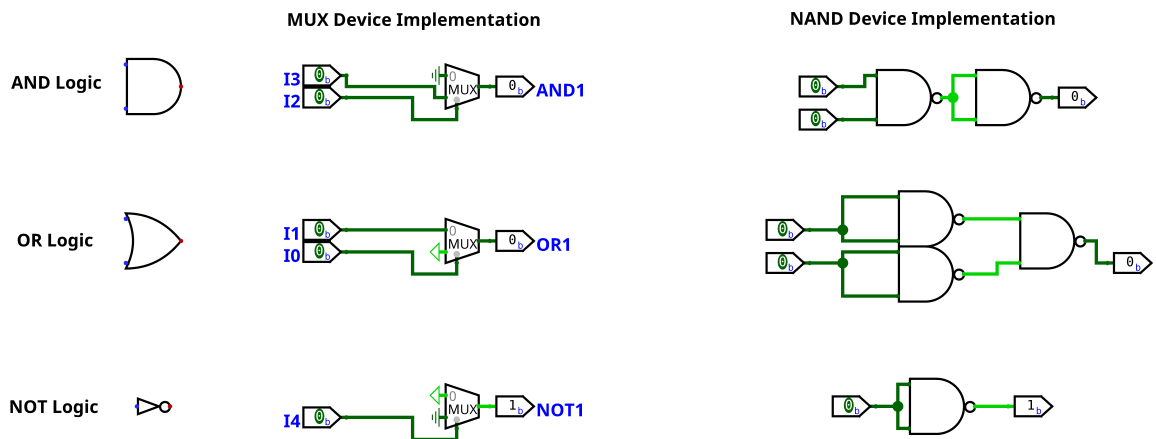 MUX Device Implementation
NAND Device Implementation
AND Logic
I3
0b
I2
0b
0
MUX
0b
AND1
0b
0b
0b
OR Logic
I1
0b
I0
0b
0
MUX
0b
OR1
0b
0b
0b
NOT Logic
I4
0b
0
MUX
1b
NOT1
0b
1b